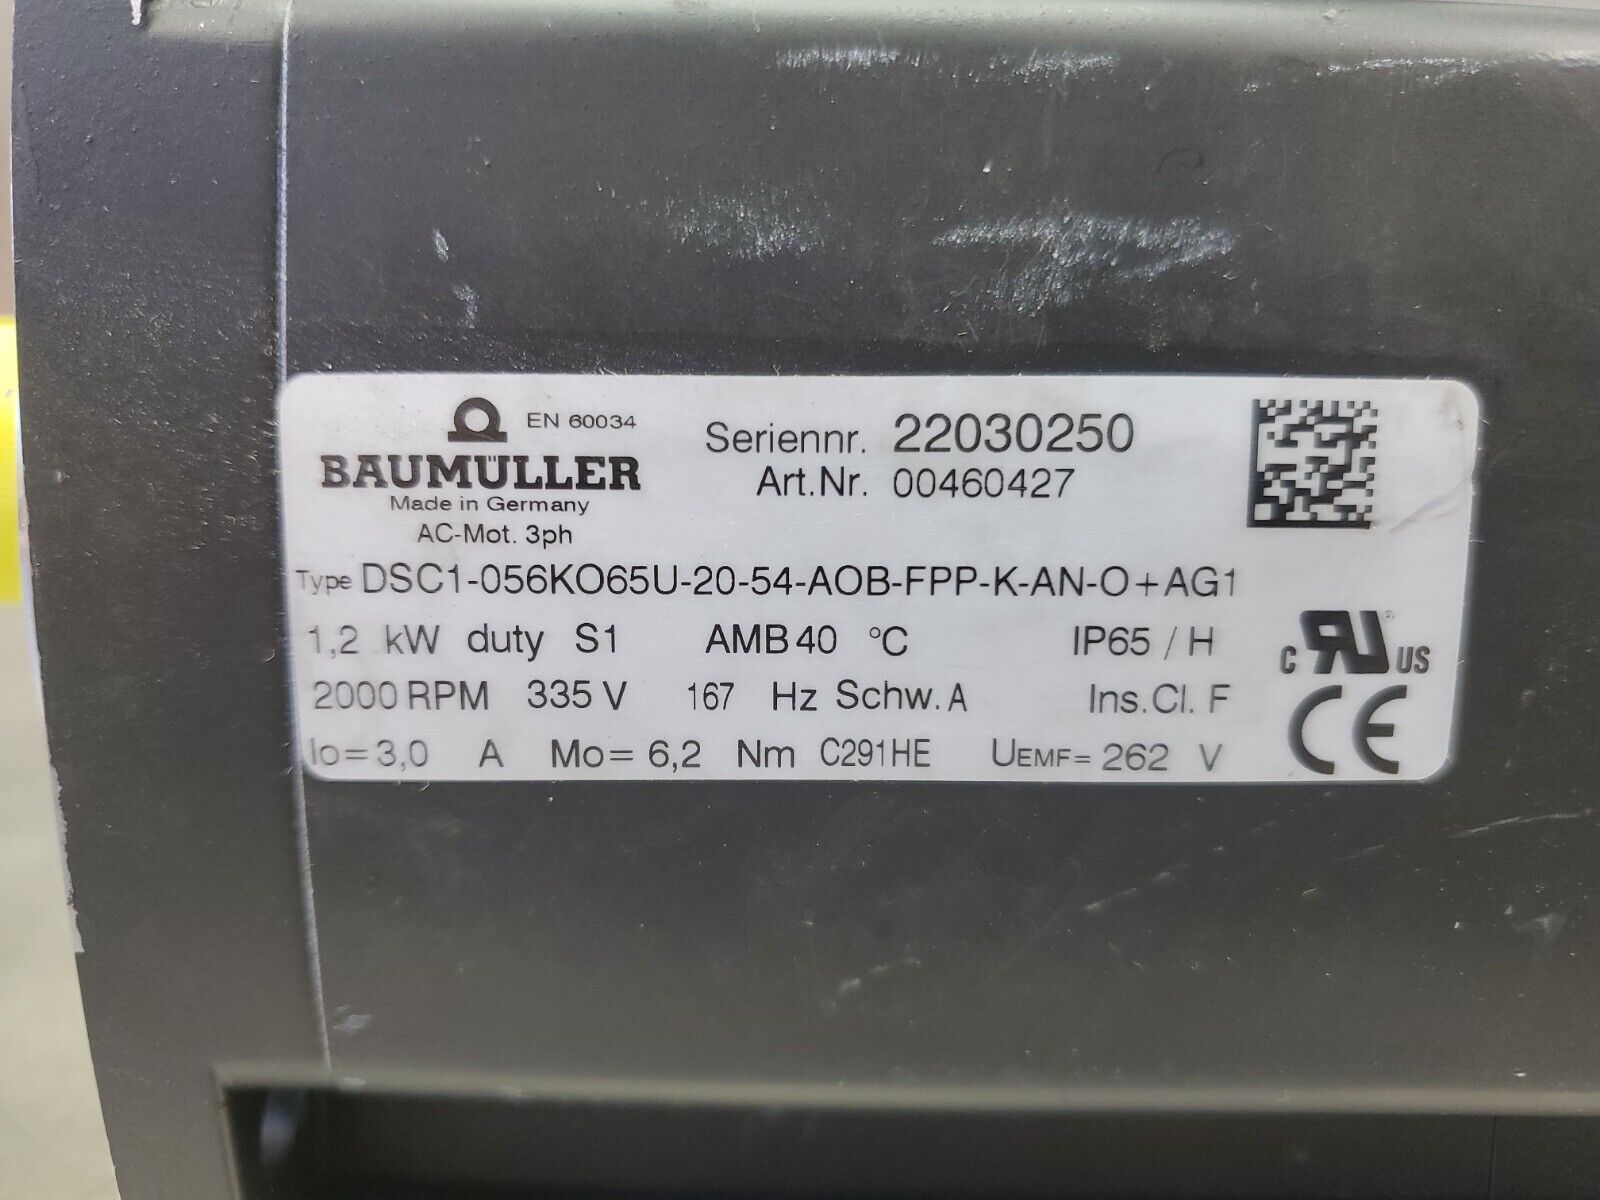 EN 60034
BAUMÜLLER
Made in Germany
AC-Mot. 3ph
Seriennr. 22030250
Art.Nr. 00460427
Type DSC1-056KO65U-20-54-AOB-FPP-K-AN-O+AG1
1,2 kW duty S1 AMB 40 °C IP65 / H
2000 RPM 335 V 167 Hz Schw. A Ins. Cl. F
Io= 3,0 A Mo= 6,2 Nm C291HE UEMF= 262 V
c RU US
CE